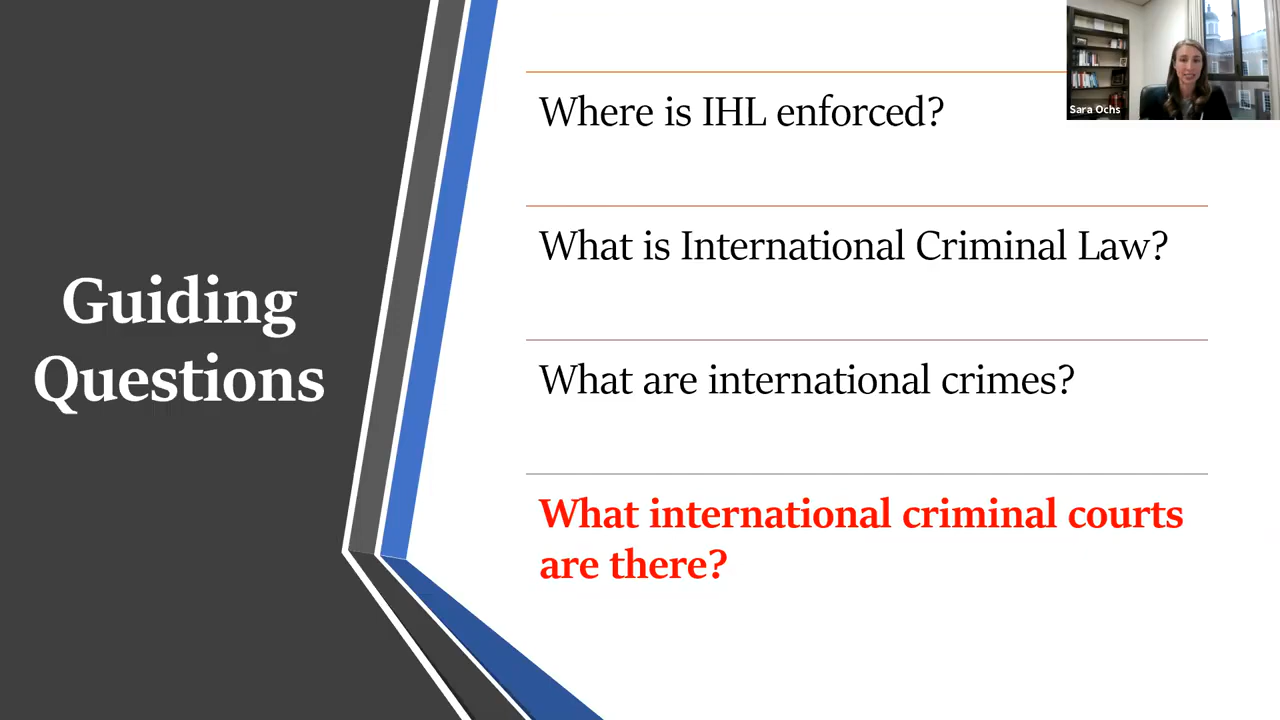 Guiding
Questions
Where is IHL enforced?
What is International Criminal Law?
What are international crimes?
What international criminal courts
are there?
Sara Ochs